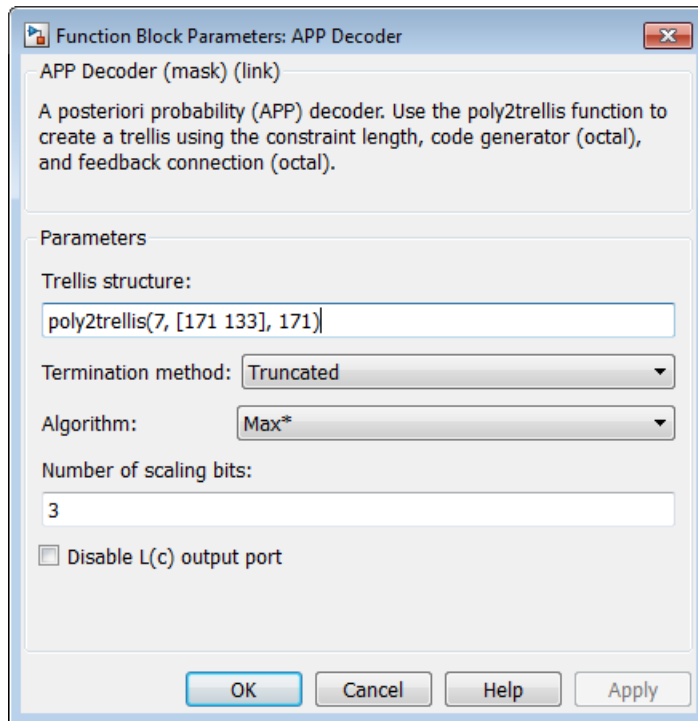 Function Block Parameters: APP Decoder
APP Decoder (mask) (link)
A posteriori probability (APP) decoder. Use the poly2trellis function to
create a trellis using the constraint length, code generator (octal),
and feedback connection (octal).
Parameters
Trellis structure:
poly2trellis(7, [171 133], 171)
Termination method: Truncated
Algorithm: Max*
Number of scaling bits:
3
Disable L(c) output port
OK Cancel Help Apply